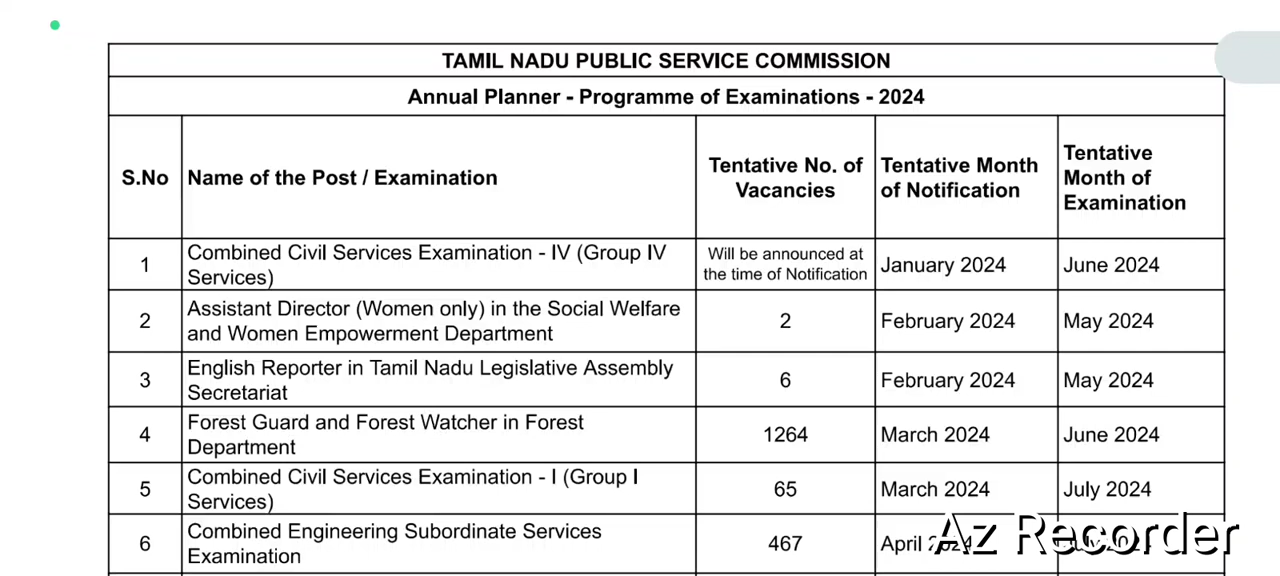 TAMIL NADU PUBLIC SERVICE COMMISSION
Annual Planner - Programme of Examinations - 2024
S.No
Name of the Post / Examination
Tentative No. of
Vacancies
Tentative Month
of Notification
Tentative
Month of
Examination
1
Combined Civil Services Examination - IV (Group IV
Services)
Will be announced at
the time of Notification
January 2024
June 2024
2
Assistant Director (Women only) in the Social Welfare
and Women Empowerment Department
2
February 2024
May 2024
3
English Reporter in Tamil Nadu Legislative Assembly
Secretariat
6
February 2024
May 2024
4
Forest Guard and Forest Watcher in Forest
Department
1264
March 2024
June 2024
5
Combined Civil Services Examination - I (Group I
Services)
65
March 2024
July 2024
6
Combined Engineering Subordinate Services
Examination
467
April 2024
Az Recorder